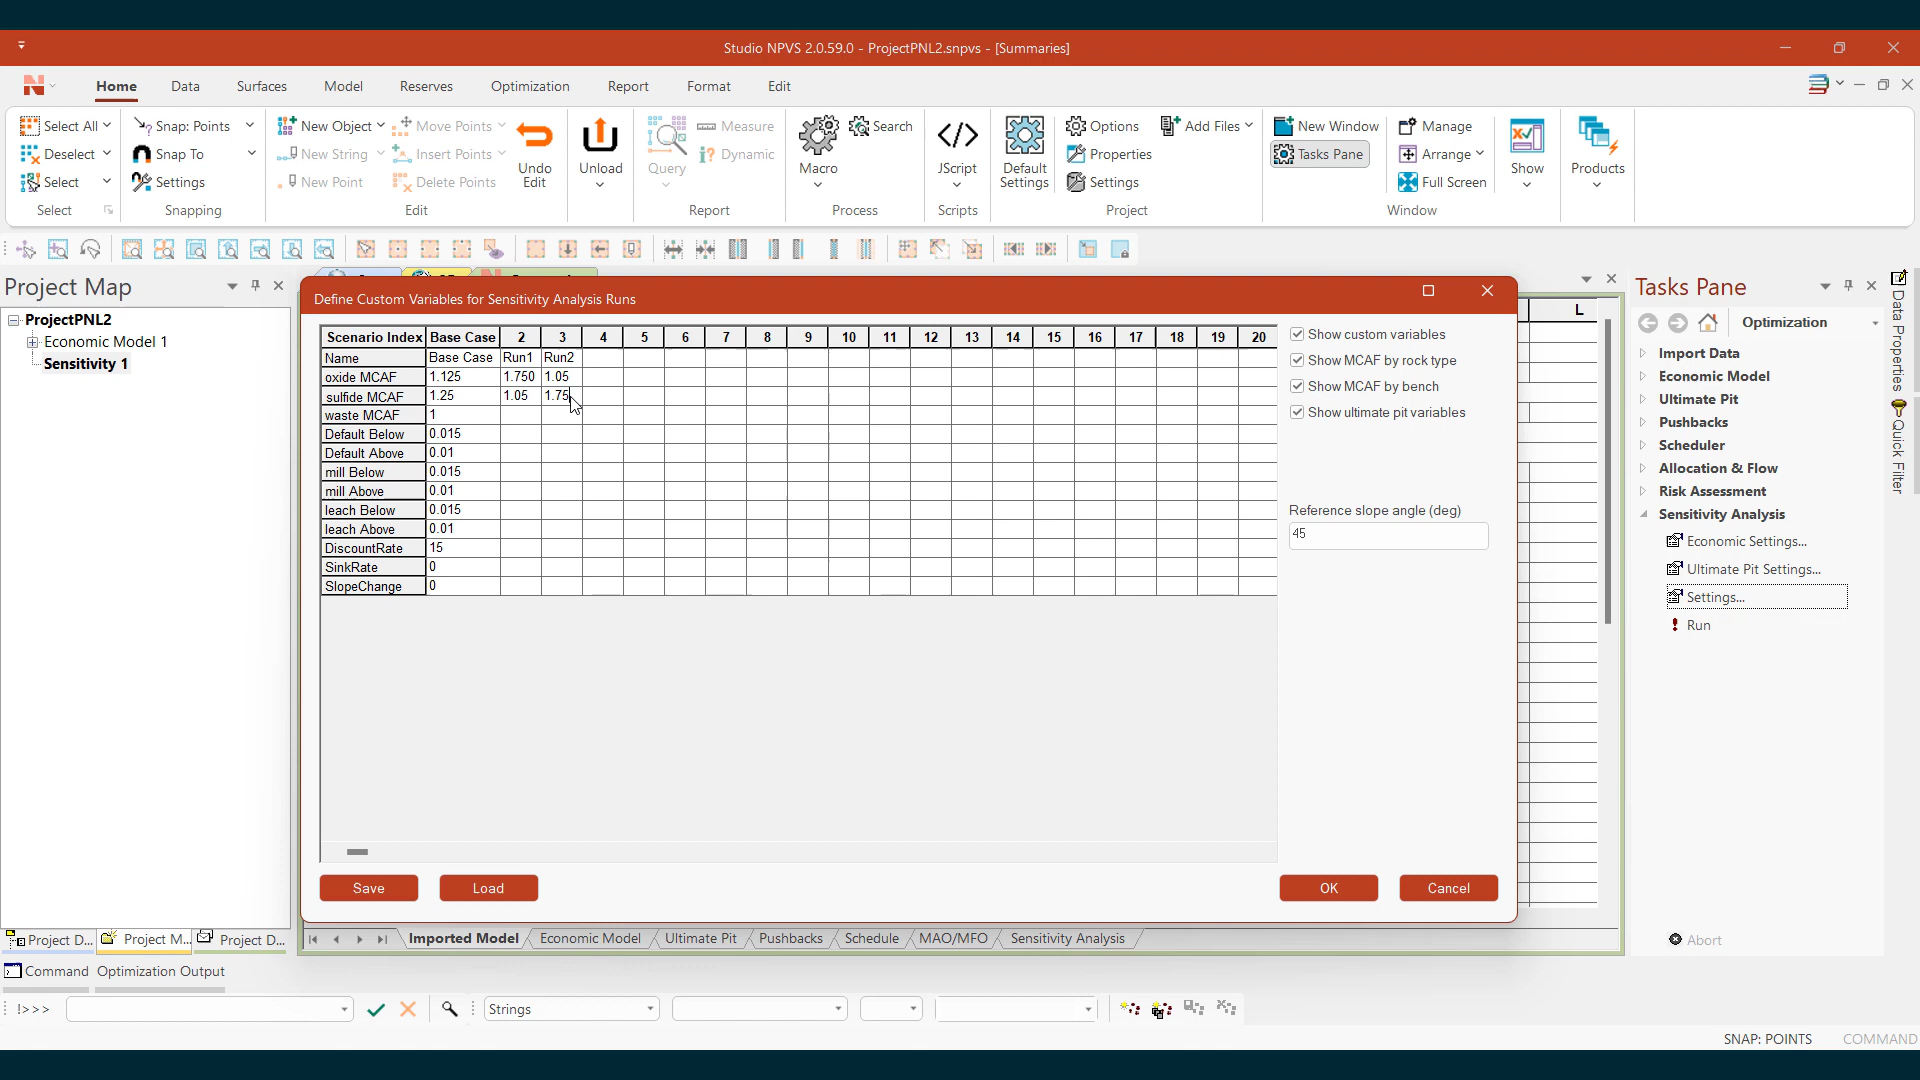 Studio NPVS 2.0.59.0 - ProjectPNL2.snpvs - [Summaries]
Home Data Surfaces Model Reserves Optimization Report Format Edit
Select All Snap: Points New Object Move Points Measure Search Options Add Files New Window Manage
Deselect Snap To New String Insert Points Dynamic Properties Tasks Pane Arrange
Select Settings New Point Delete Points Settings Full Screen
Undo Edit Unload Query Macro JScript Default Settings Show Products
Select Snapping Edit Report Process Scripts Project Window
Project Map
ProjectPNL2
Economic Model 1
Sensitivity 1
Define Custom Variables for Sensitivity Analysis Runs
Scenario Index Base Case 2 3 4 5 6 7 8 9 10 11 12 13 14 15 16 17 18 19 20
Name Base Case Run1 Run2
oxide MCAF 1.125 1.750 1.05
sulfide MCAF 1.25 1.05 1.75
waste MCAF 1
Default Below 0.015
Default Above 0.01
mill Below 0.015
mill Above 0.01
leach Below 0.015
leach Above 0.01
DiscountRate 15
SinkRate 0
SlopeChange 0
Show custom variables
Show MCAF by rock type
Show MCAF by bench
Show ultimate pit variables
Reference slope angle (deg)
45
Save Load OK Cancel
L
Tasks Pane
Optimization
Import Data
Economic Model
Ultimate Pit
Pushbacks
Scheduler
Allocation & Flow
Risk Assessment
Sensitivity Analysis
Economic Settings...
Ultimate Pit Settings...
Settings...
Run
Abort
Data Properties
Quick Filter
Project D... Project M... Project D...
Imported Model Economic Model Ultimate Pit Pushbacks Schedule MAO/MFO Sensitivity Analysis
Command Optimization Output
!>>> Strings
SNAP: POINTS COMMAND